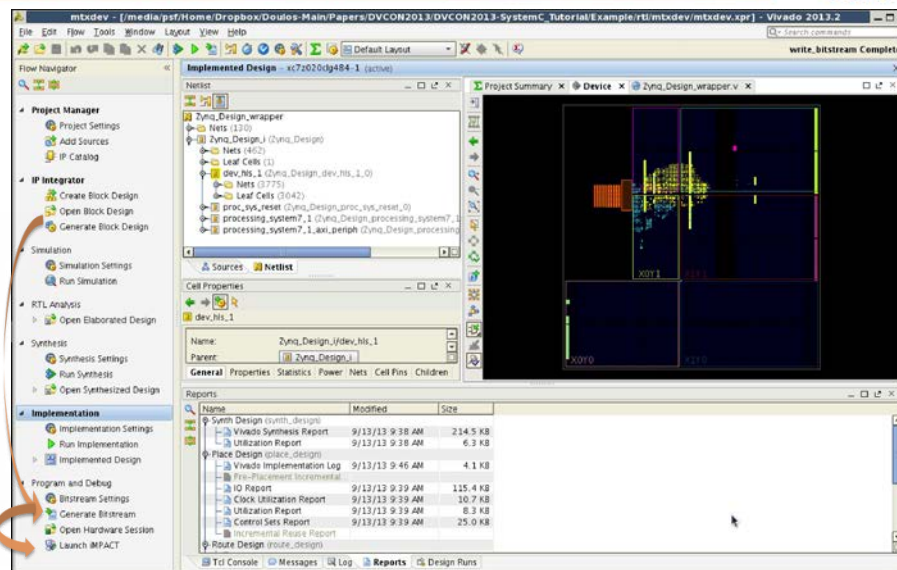 mtxdev - [/media/psf/Home/Dropbox/Doulos-Main/Papers/DVCON2013/DVCON2013-SystemC_Tutorial/Example/rtl/mtxdev/mtxdev.xpr] - Vivado 2013.2
File Edit Flow Tools Window Layout View Help
Search commands
Default Layout
write_bitstream Complete
Flow Navigator
Project Manager
Project Settings
Add Sources
IP Catalog
IP Integrator
Create Block Design
Open Block Design
Generate Block Design
Simulation
Simulation Settings
Run Simulation
RTL Analysis
Open Elaborated Design
Synthesis
Synthesis Settings
Run Synthesis
Open Synthesized Design
Implementation
Implementation Settings
Run Implementation
Implemented Design
Program and Debug
Bitstream Settings
Generate Bitstream
Open Hardware Session
Launch iMPACT
Implemented Design - xc7z020clg484-1 (active)
Netlist
Zynq_Design_wrapper
Nets (130)
Zynq_Design_i (Zynq_Design)
Nets (462)
Leaf Cells (1)
dev_hls_1 (Zynq_Design_dev_hls_1_0)
Nets (3775)
Leaf Cells (3042)
proc_sys_reset (Zynq_Design_proc_sys_reset_0)
processing_system7_1 (Zynq_Design_processing_system7_1
processing_system7_1_axi_periph (Zynq_Design_processing
Sources Netlist
Cell Properties
dev_hls_1
Name: Zynq_Design_i/dev_hls_1
Parent: Zynq_Design_i
General Properties Statistics Power Nets Cell Pins Children
Project Summary Device Zynq_Design_wrapper.v
X0Y1 X1Y1
X0Y0 X1Y0
Reports
Name Modified Size
Synth Design (synth_design)
Vivado Synthesis Report 9/13/13 9:38 AM 214.5 KB
Utilization Report 9/13/13 9:38 AM 6.3 KB
Place Design (place_design)
Vivado Implementation Log 9/13/13 9:46 AM 4.1 KB
Pre-Placement Incremental...
IO Report 9/13/13 9:39 AM 115.4 KB
Clock Utilization Report 9/13/13 9:39 AM 10.7 KB
Utilization Report 9/13/13 9:39 AM 8.3 KB
Control Sets Report 9/13/13 9:39 AM 25.0 KB
Incremental Reuse Report
Route Design (route_design)
Tcl Console Messages Log Reports Design Runs